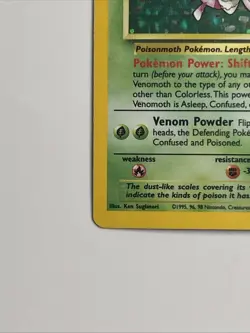 Poisonmoth Pokémon. Length
Pokémon Power: Shift
turn (before your attack), you ma
Venomoth to the type of any o
other than Colorless. This powe
Venomoth is Asleep, Confused, o
Venom Powder Flip
heads, the Defending Poké
Confused and Poisoned.
weakness resistance
-3
The dust-like scales covering its
indicate the kinds of poison it has
Illus. Ken Sugimori ©1995, 96, 98 Nintendo, Creatures